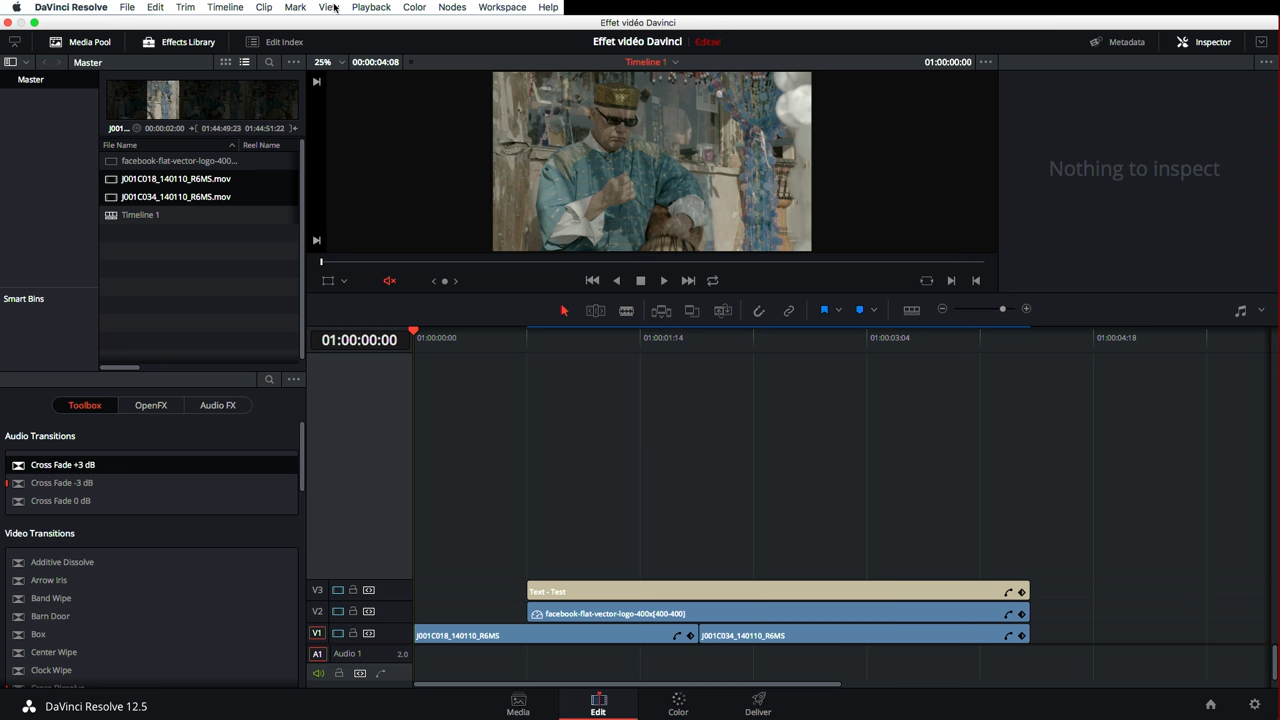 DaVinci Resolve File Edit Trim Timeline Clip Mark View Playback Color Nodes Workspace Help
Effet vidéo Davinci
Media Pool Effects Library Edit Index Effet vidéo Davinci Edited Metadata Inspector
Master 25% 00:00:04:08 Timeline 1 01:00:00:00
Master
J001... 00:00:02:00 01:44:49:23 01:44:51:22
File Name Reel Name
facebook-flat-vector-logo-400...
J001C018_140110_R6MS.mov
J001C034_140110_R6MS.mov
Timeline 1
Nothing to inspect
Smart Bins
01:00:00:00 01:00:00:00 01:00:01:14 01:00:03:04 01:00:04:18
Toolbox OpenFX Audio FX
Audio Transitions
Cross Fade +3 dB
Cross Fade -3 dB
Cross Fade 0 dB
Video Transitions
Additive Dissolve
Arrow Iris
Band Wipe
Barn Door
Box
Center Wipe
Clock Wipe
Cross Dissolve
V3 Text - Test
V2 facebook-flat-vector-logo-400x[400-400]
V1 J001C018_140110_R6MS J001C034_140110_R6MS
A1 Audio 1 2.0
DaVinci Resolve 12.5 Media Edit Color Deliver